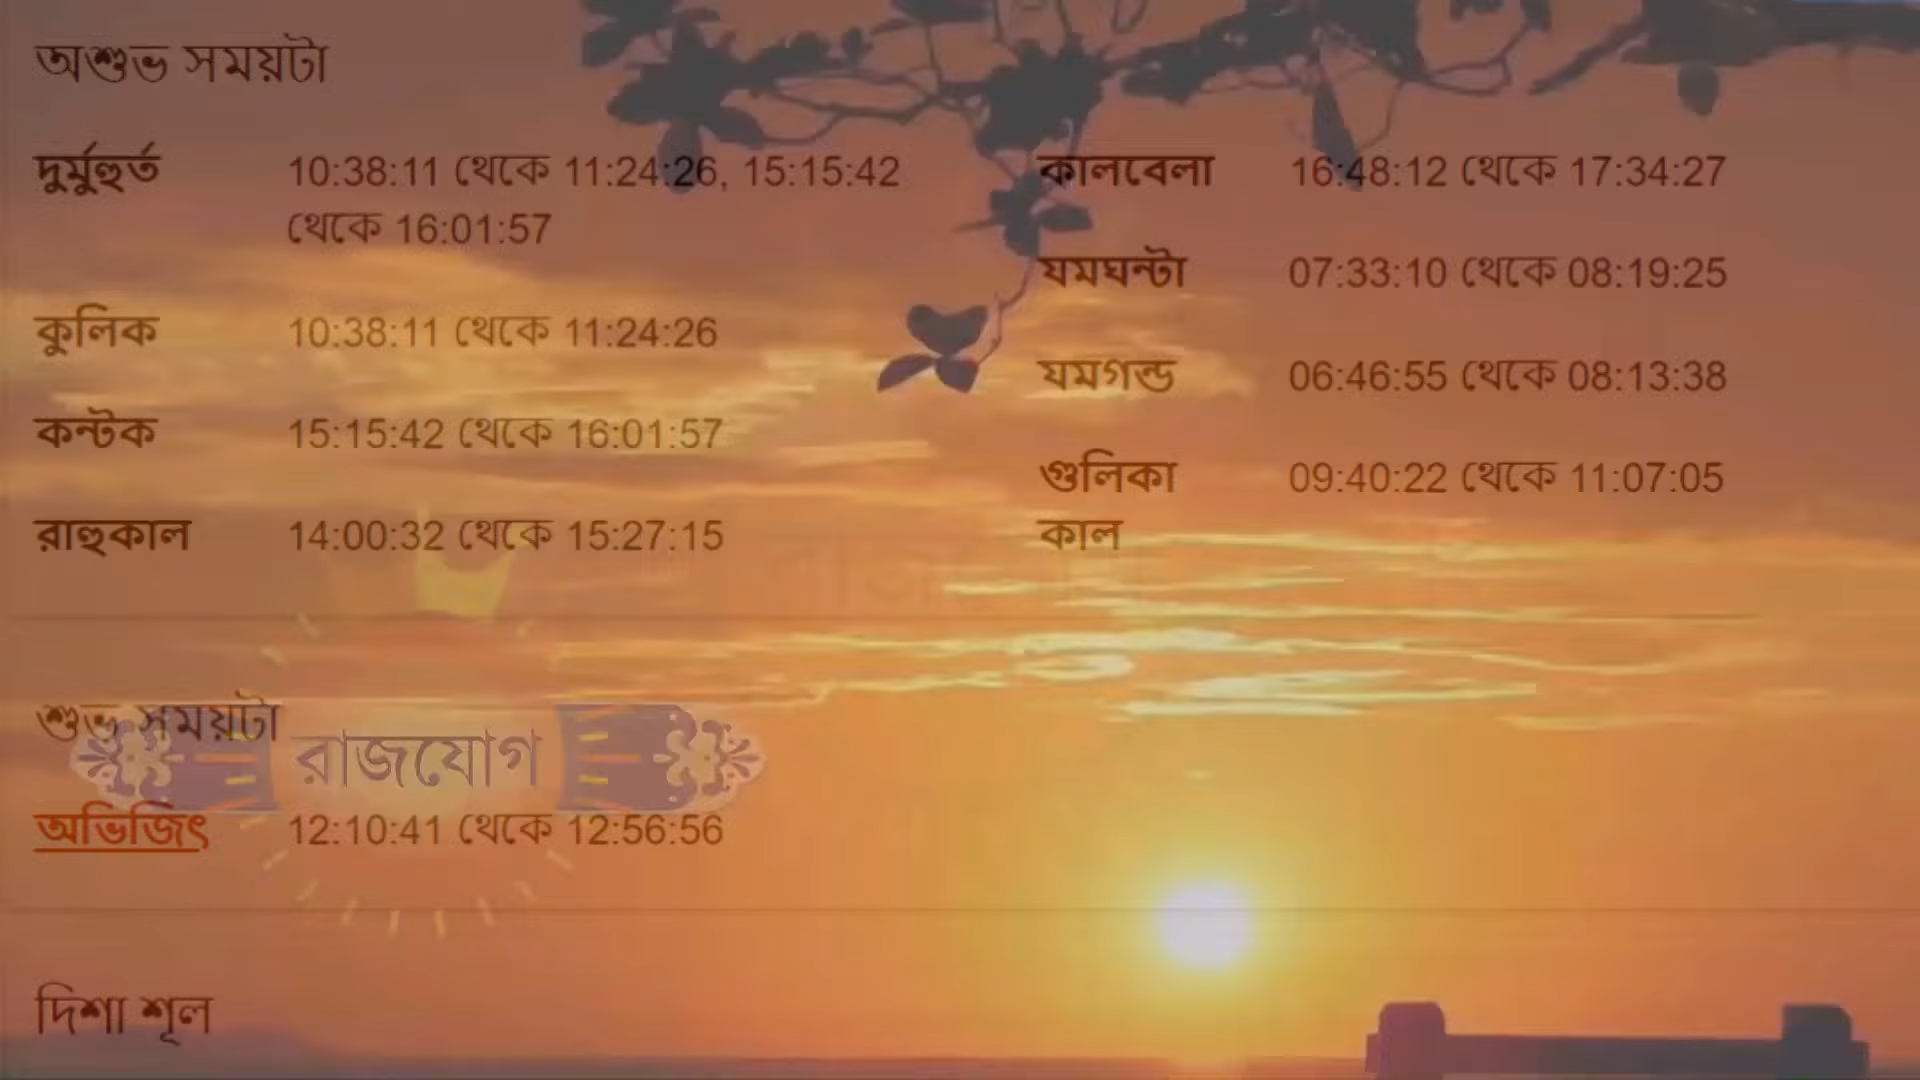 অশুভ সময়টা
দুর্মুহুর্ত 10:38:11 থেকে 11:24:26, 15:15:42
থেকে 16:01:57
কুলিক 10:38:11 থেকে 11:24:26
কন্টক 15:15:42 থেকে 16:01:57
রাহুকাল 14:00:32 থেকে 15:27:15
কালবেলা 16:48:12 থেকে 17:34:27
যমঘন্টা 07:33:10 থেকে 08:19:25
যমগন্ড 06:46:55 থেকে 08:13:38
গুলিকা 09:40:22 থেকে 11:07:05
কাল
শুভ সময়টা
রাজযোগ
অভিজিৎ 12:10:41 থেকে 12:56:56
দিশা শূল